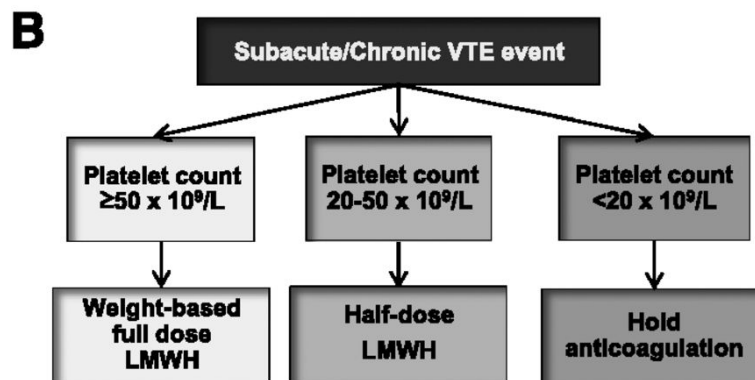 B
Subacute/Chronic VTE event
Platelet count
≥50 x 10⁹/L
Platelet count
20-50 x 10⁹/L
Platelet count
<20 x 10⁹/L
Weight-based
full dose
LMWH
Half-dose
LMWH
Hold
anticoagulation